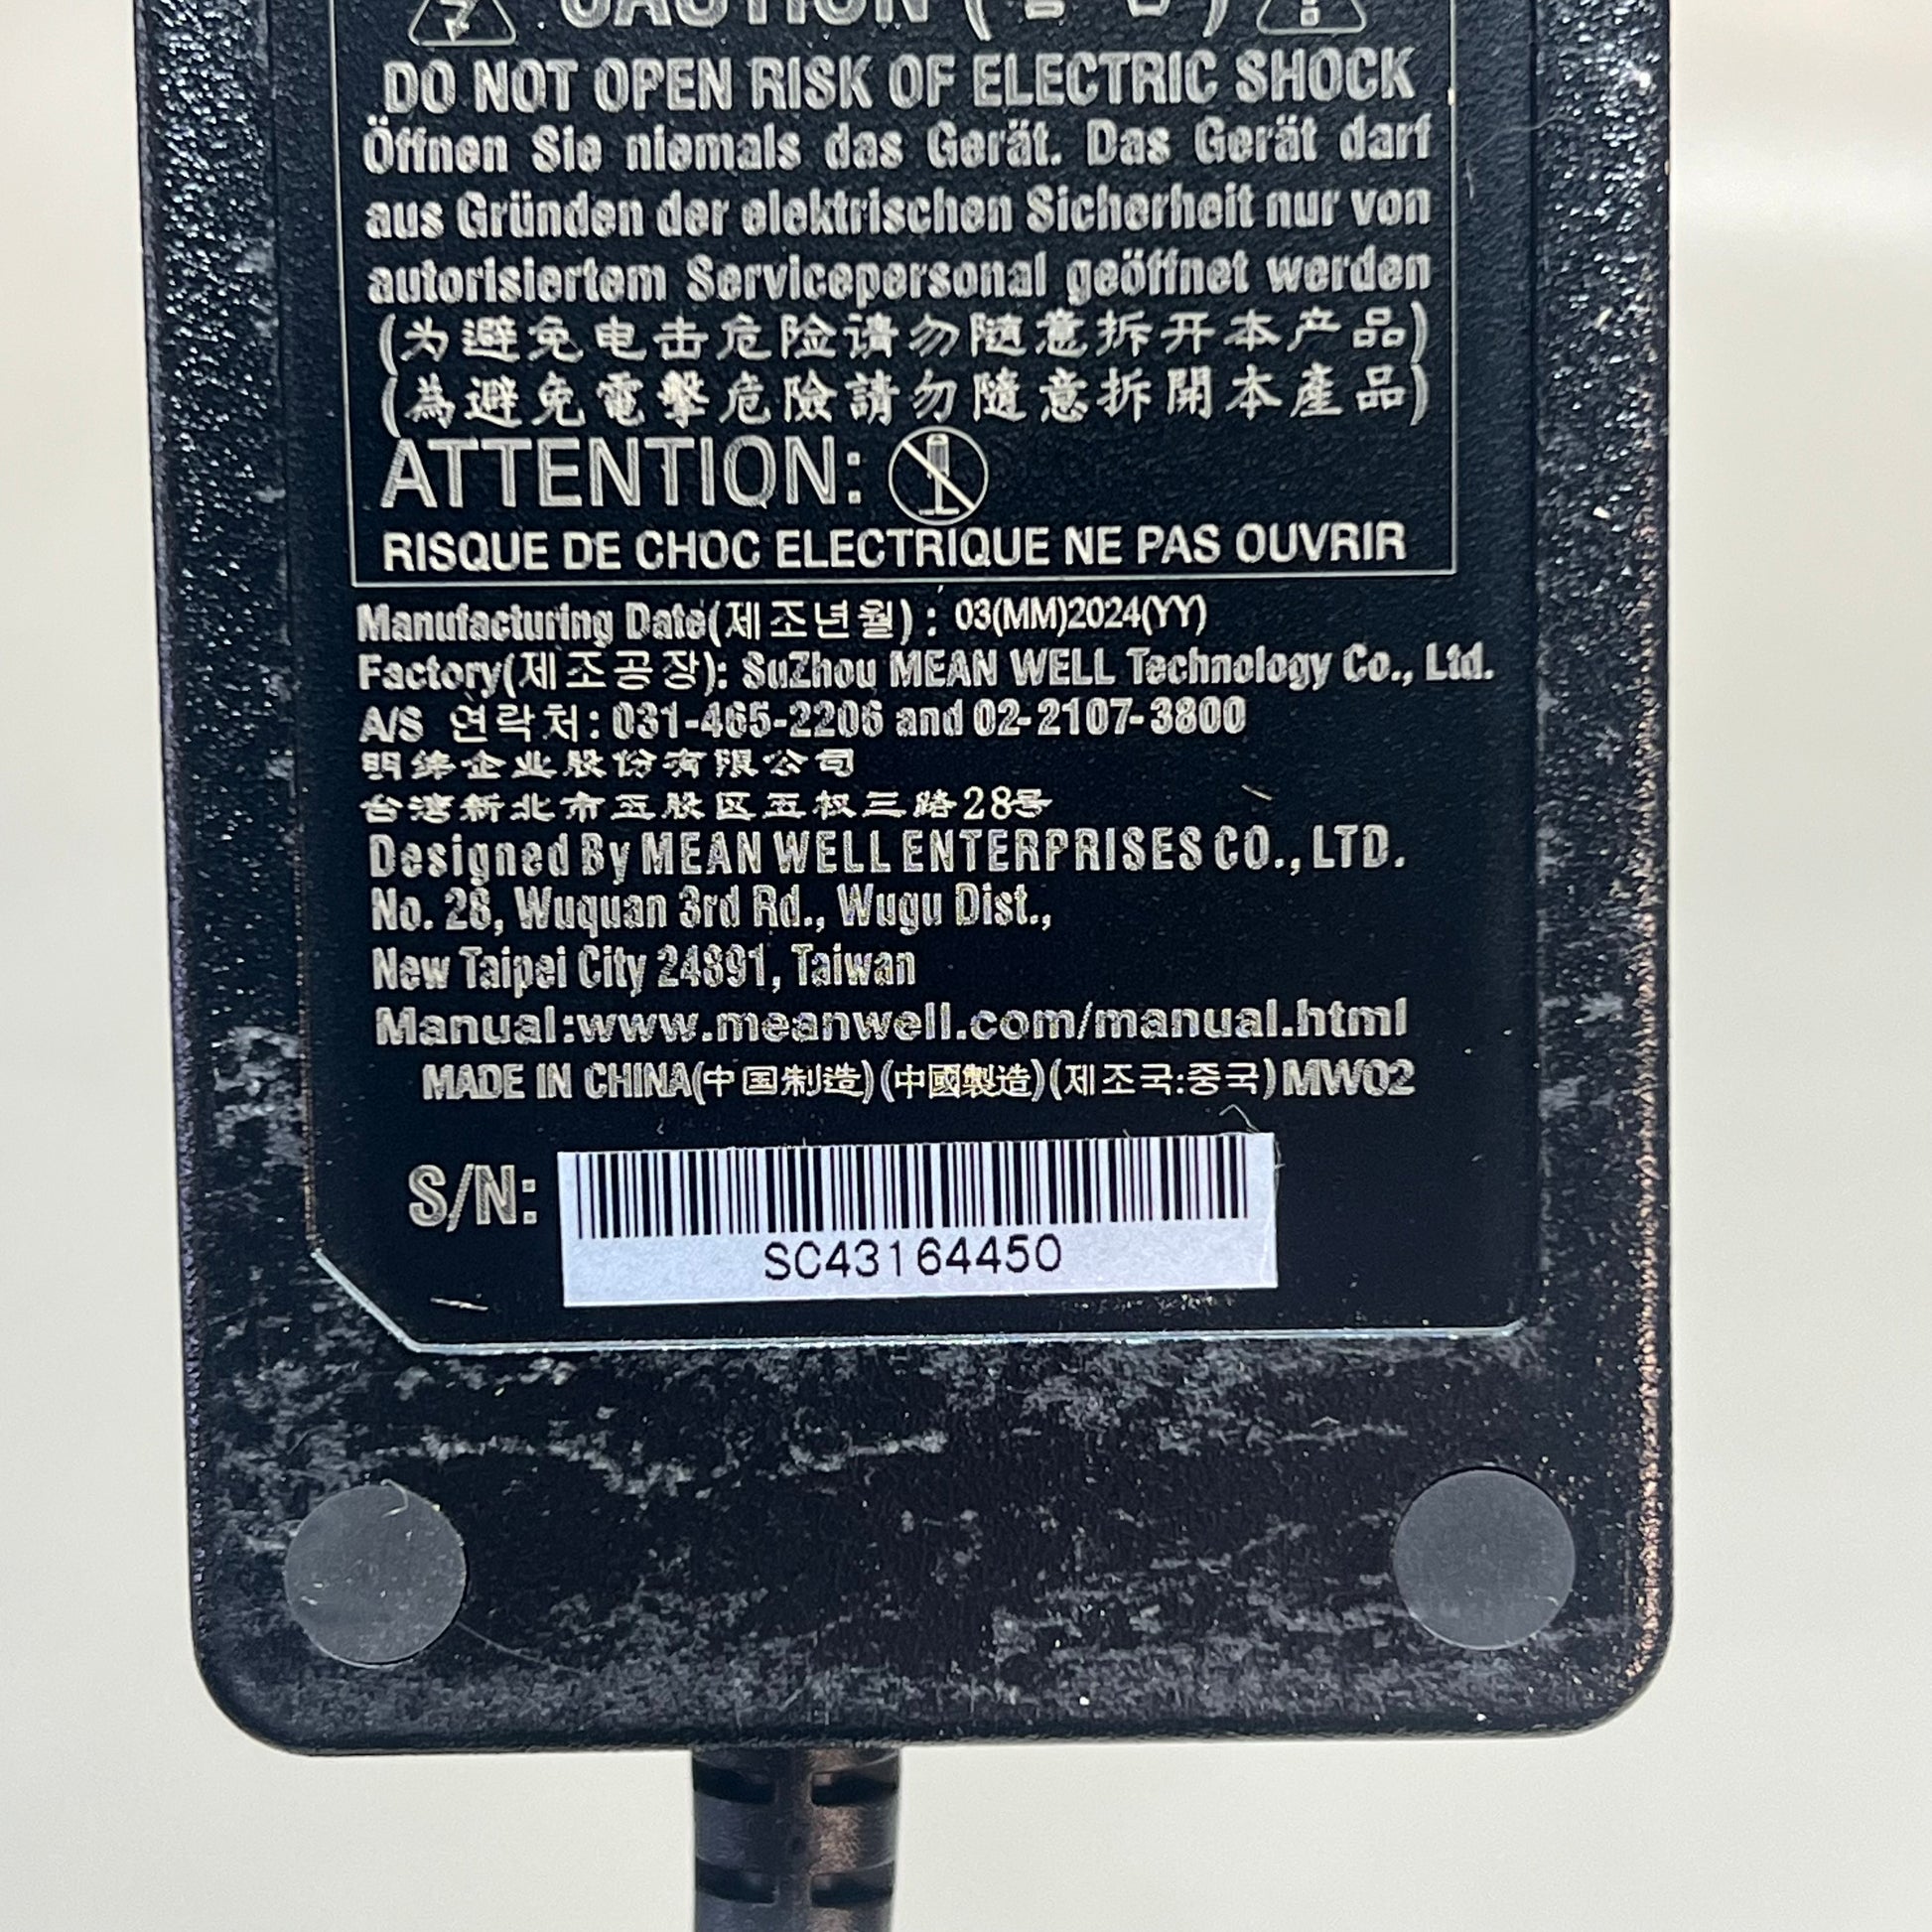 CAUTION (
DO NOT OPEN RISK OF ELECTRIC SHOCK
Öffnen Sie niemals das Gerät. Das Gerät darf
aus Gründen der elektrischen Sicherheit nur von
autorisiertem Servicepersonal geöffnet werden
(为避免电击危险请勿随意拆开本产品)
(為避免電擊危險請勿隨意拆開本產品)
ATTENTION:
RISQUE DE CHOC ELECTRIQUE NE PAS OUVRIR
Manufacturing Date(제조년월) : 03(MM)2024(YY)
Factory(제조공장): SuZhou MEAN WELL Technology Co., Ltd.
A/S 연락처: 031-465-2206 and 02-2107-3800
明纬企业股份有限公司
台湾新北市五股区五权三路28号
Designed By MEAN WELL ENTERPRISES CO., LTD.
No. 28, Wuquan 3rd Rd., Wugu Dist.,
New Taipei City 24891, Taiwan
Manual:www.meanwell.com/manual.html
MADE IN CHINA(中国制造)(中國製造)(제조국:중국)MW02
S/N:
SC43164450